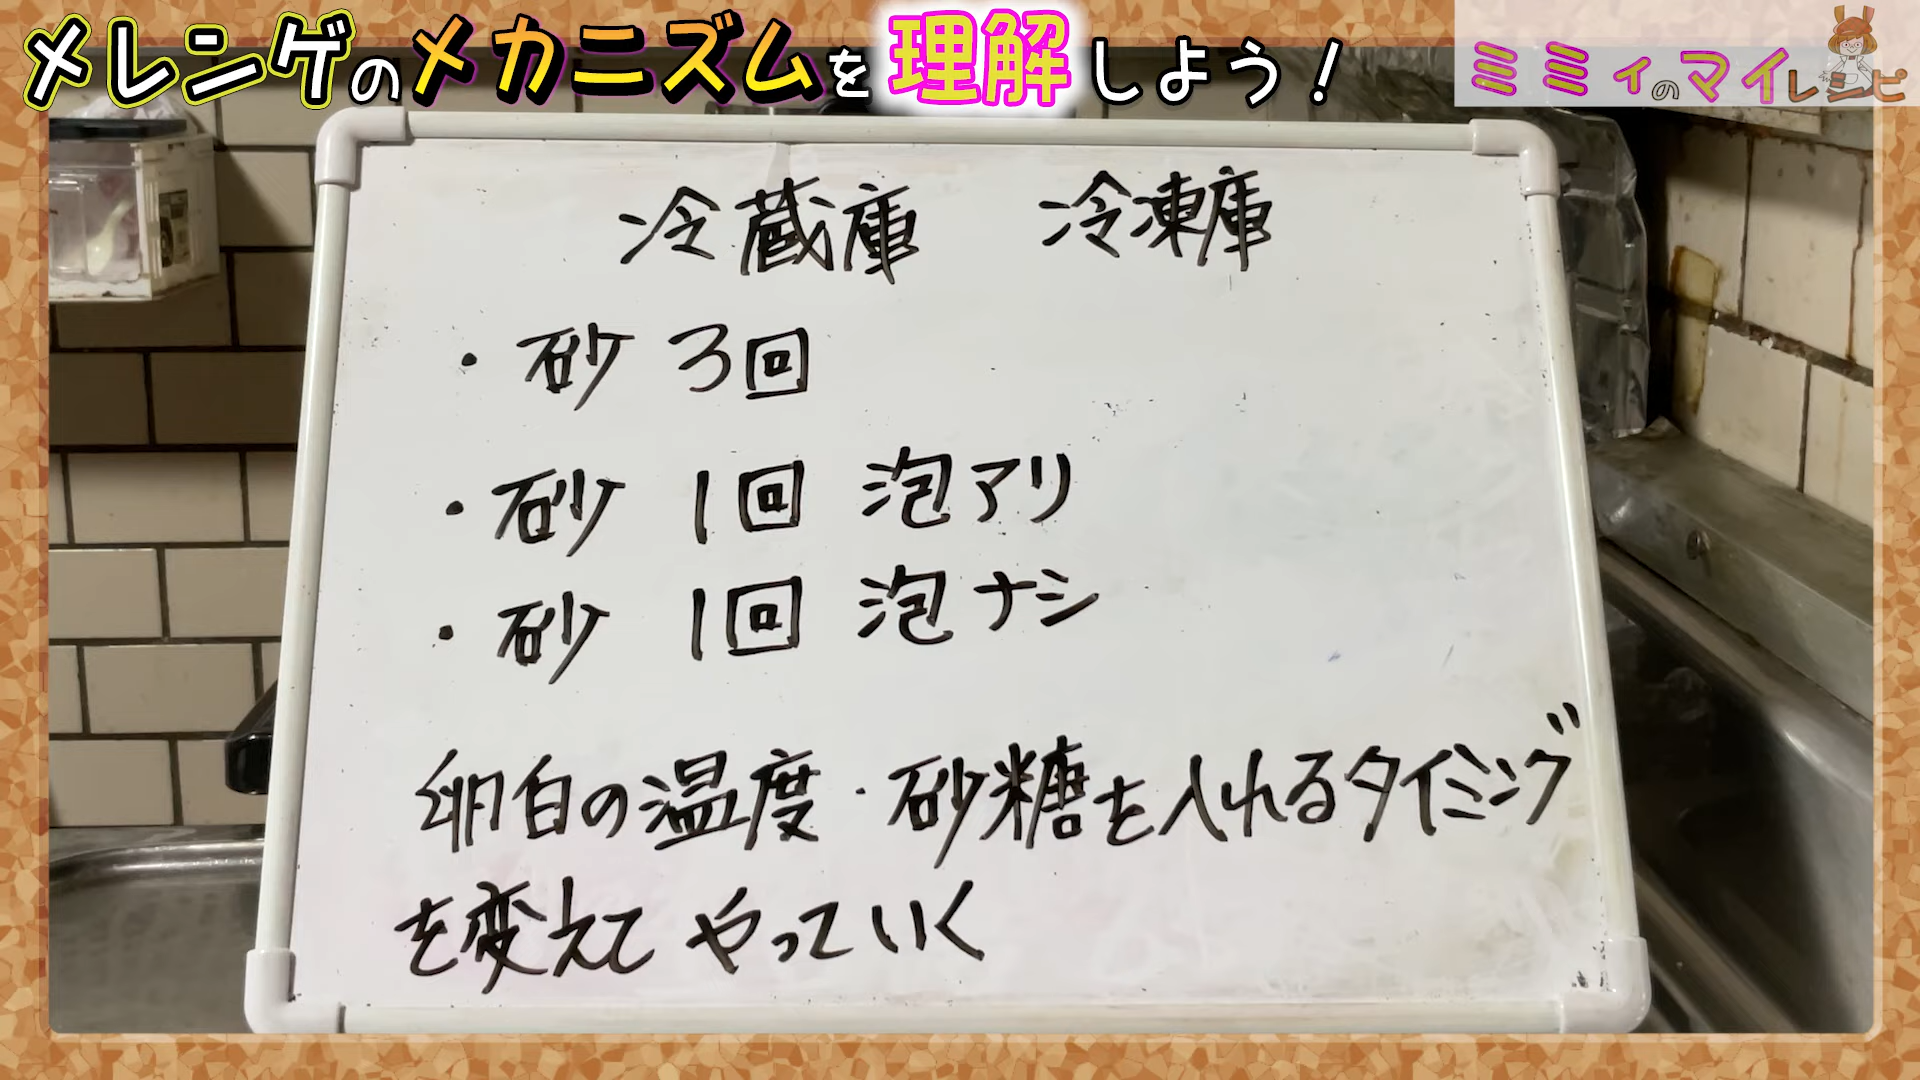 メレンゲのメカニズムを理解しよう!
ミミィのマイレシピ
冷蔵庫 冷凍庫
・砂 3回
・砂 1回 泡アリ
・砂 1回 泡ナシ
卵白の温度・砂糖を入れるタイミング
を変えて やっていく